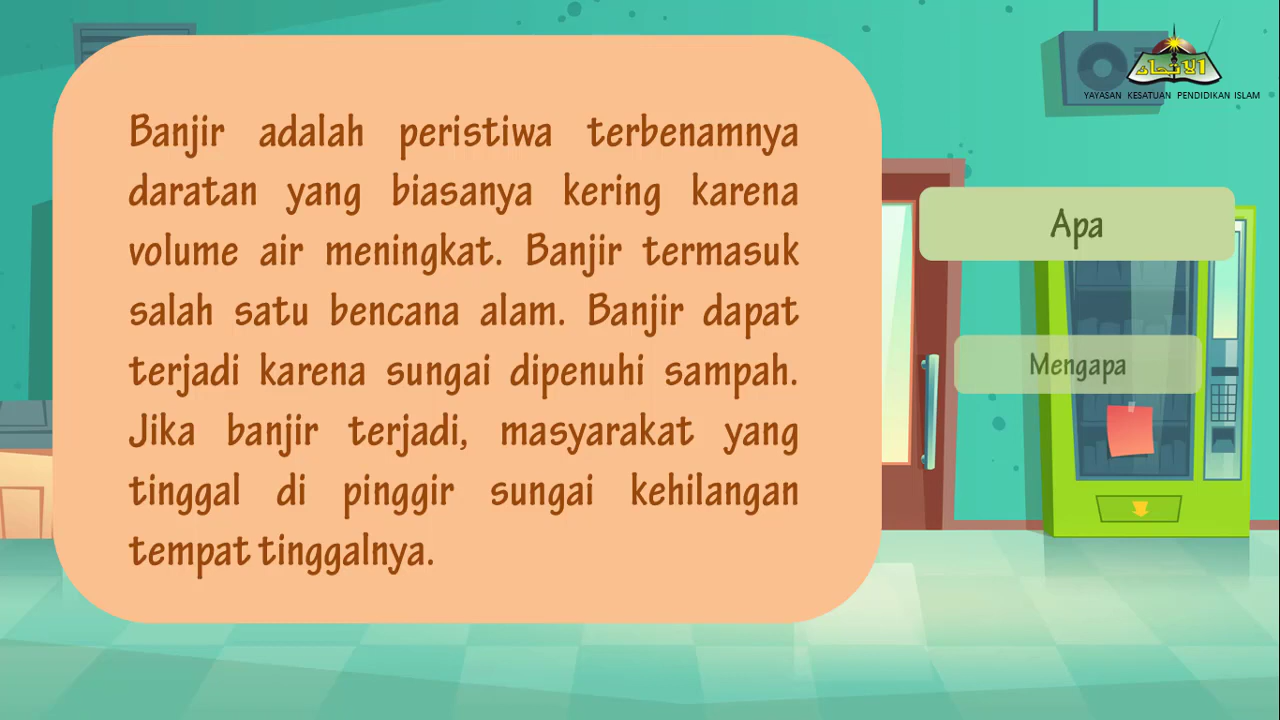 Banjir adalah peristiwa terbenamnya
daratan yang biasanya kering karena
volume air meningkat. Banjir termasuk
salah satu bencana alam. Banjir dapat
terjadi karena sungai dipenuhi sampah.
Jika banjir terjadi, masyarakat yang
tinggal di pinggir sungai kehilangan
tempat tinggalnya.
Apa
Mengapa
الاتحاد
YAYASAN KESATUAN PENDIDIKAN ISLAM